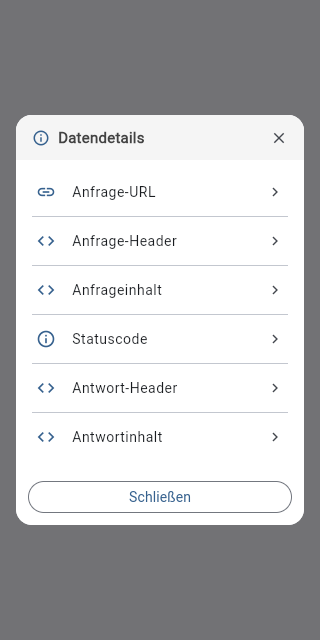 Datendetails
Anfrage-URL
Anfrage-Header
Anfrageinhalt
Statuscode
Antwort-Header
Antwortinhalt
Schließen